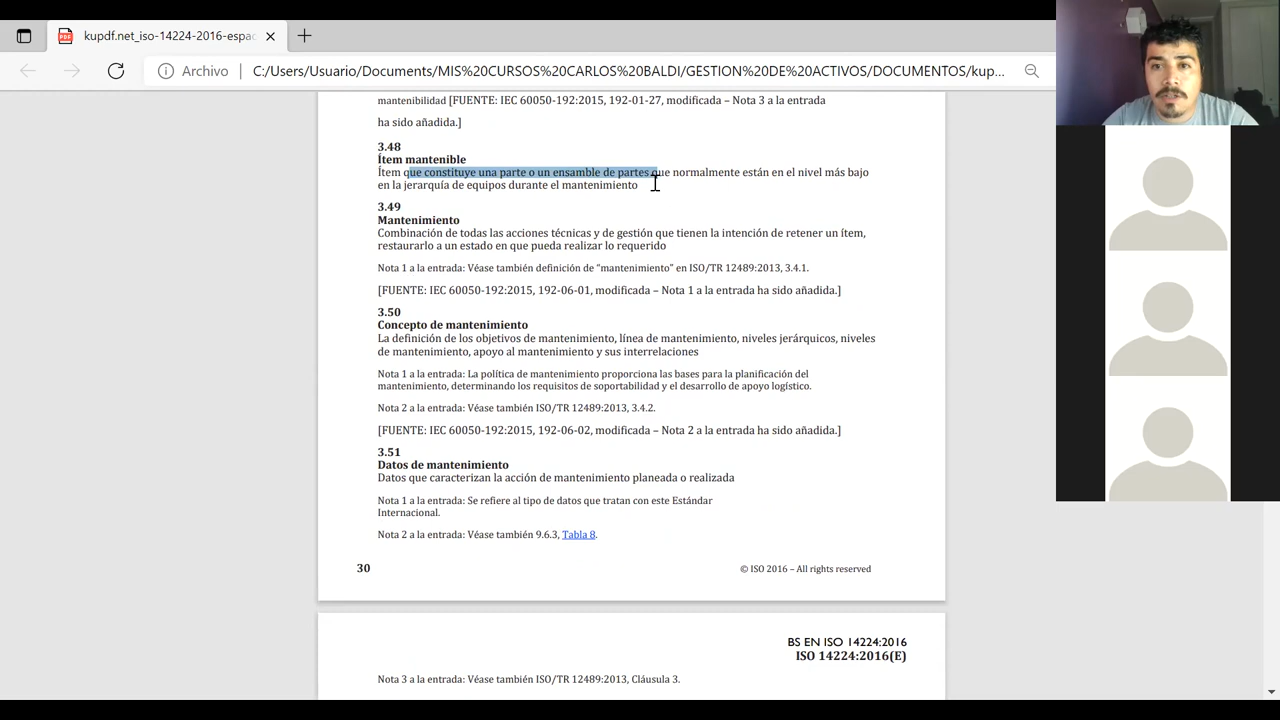 kupdf.net_iso-14224-2016-espac
Archivo
C:/Users/Usuario/Documents/MIS%20CURSOS%20CARLOS%20BALDI/GESTION%20DE%20ACTIVOS/DOCUMENTOS/kup...
mantenibilidad [FUENTE: IEC 60050-192:2015, 192-01-27, modificada – Nota 3 a la entrada
ha sido añadida.]
3.48
Ítem mantenible
Ítem que constituye una parte o un ensamble de partes que normalmente están en el nivel más bajo
en la jerarquía de equipos durante el mantenimiento
3.49
Mantenimiento
Combinación de todas las acciones técnicas y de gestión que tienen la intención de retener un ítem,
restaurarlo a un estado en que pueda realizar lo requerido
Nota 1 a la entrada: Véase también definición de “mantenimiento” en ISO/TR 12489:2013, 3.4.1.
[FUENTE: IEC 60050-192:2015, 192-06-01, modificada – Nota 1 a la entrada ha sido añadida.]
3.50
Concepto de mantenimiento
La definición de los objetivos de mantenimiento, línea de mantenimiento, niveles jerárquicos, niveles
de mantenimiento, apoyo al mantenimiento y sus interrelaciones
Nota 1 a la entrada: La política de mantenimiento proporciona las bases para la planificación del
mantenimiento, determinando los requisitos de soportabilidad y el desarrollo de apoyo logístico.
Nota 2 a la entrada: Véase también ISO/TR 12489:2013, 3.4.2.
[FUENTE: IEC 60050-192:2015, 192-06-02, modificada – Nota 2 a la entrada ha sido añadida.]
3.51
Datos de mantenimiento
Datos que caracterizan la acción de mantenimiento planeada o realizada
Nota 1 a la entrada: Se refiere al tipo de datos que tratan con este Estándar
Internacional.
Nota 2 a la entrada: Véase también 9.6.3, Tabla 8.
30
© ISO 2016 – All rights reserved
BS EN ISO 14224:2016
ISO 14224:2016(E)
Nota 3 a la entrada: Véase también ISO/TR 12489:2013, Cláusula 3.